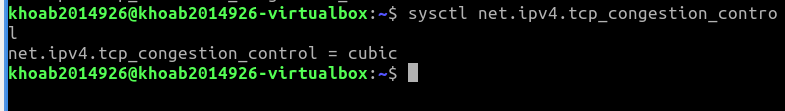 khoab2014926@khoab2014926-virtualbox:~$ sysctl net.ipv4.tcp_congestion_contro
l
net.ipv4.tcp_congestion_control = cubic
khoab2014926@khoab2014926-virtualbox:~$